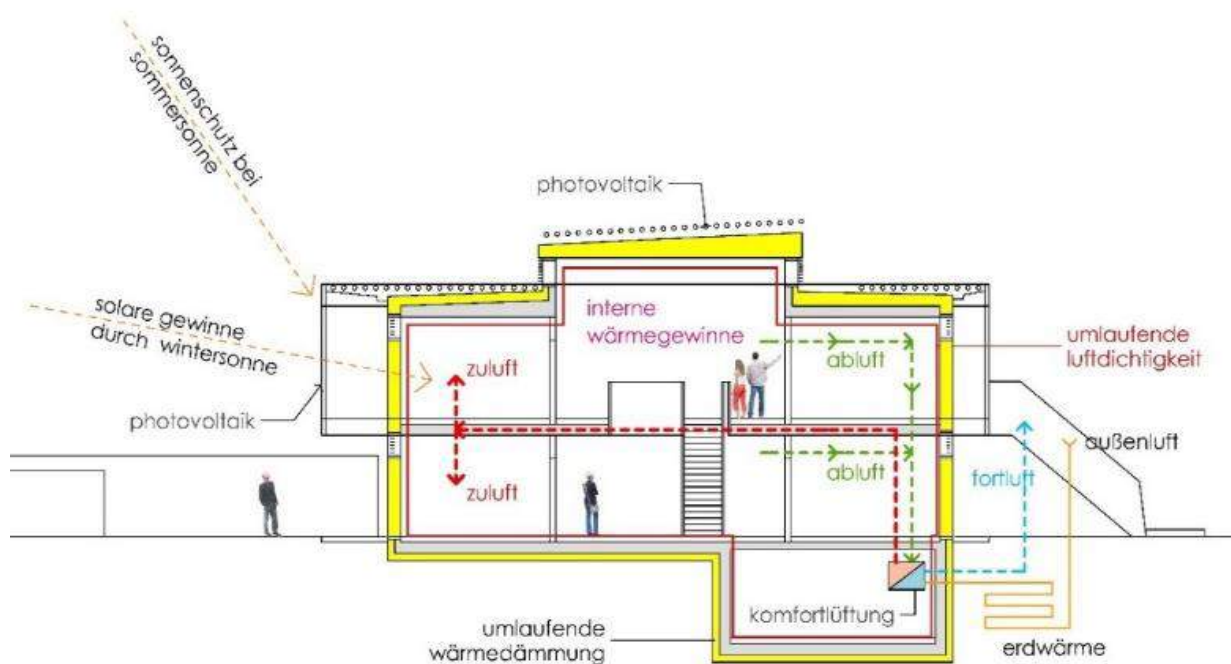 sonnenschutz bei
sommersonne
photovoltaik
solare gewinne
durch wintersonne
interne
wärmegewinne
umlaufende
luftdichtigkeit
zuluft
abluft
photovoltaik
zuluft
abluft
außenluft
fortluft
komfortlüftung
umlaufende
wärmedämmung
erdwärme